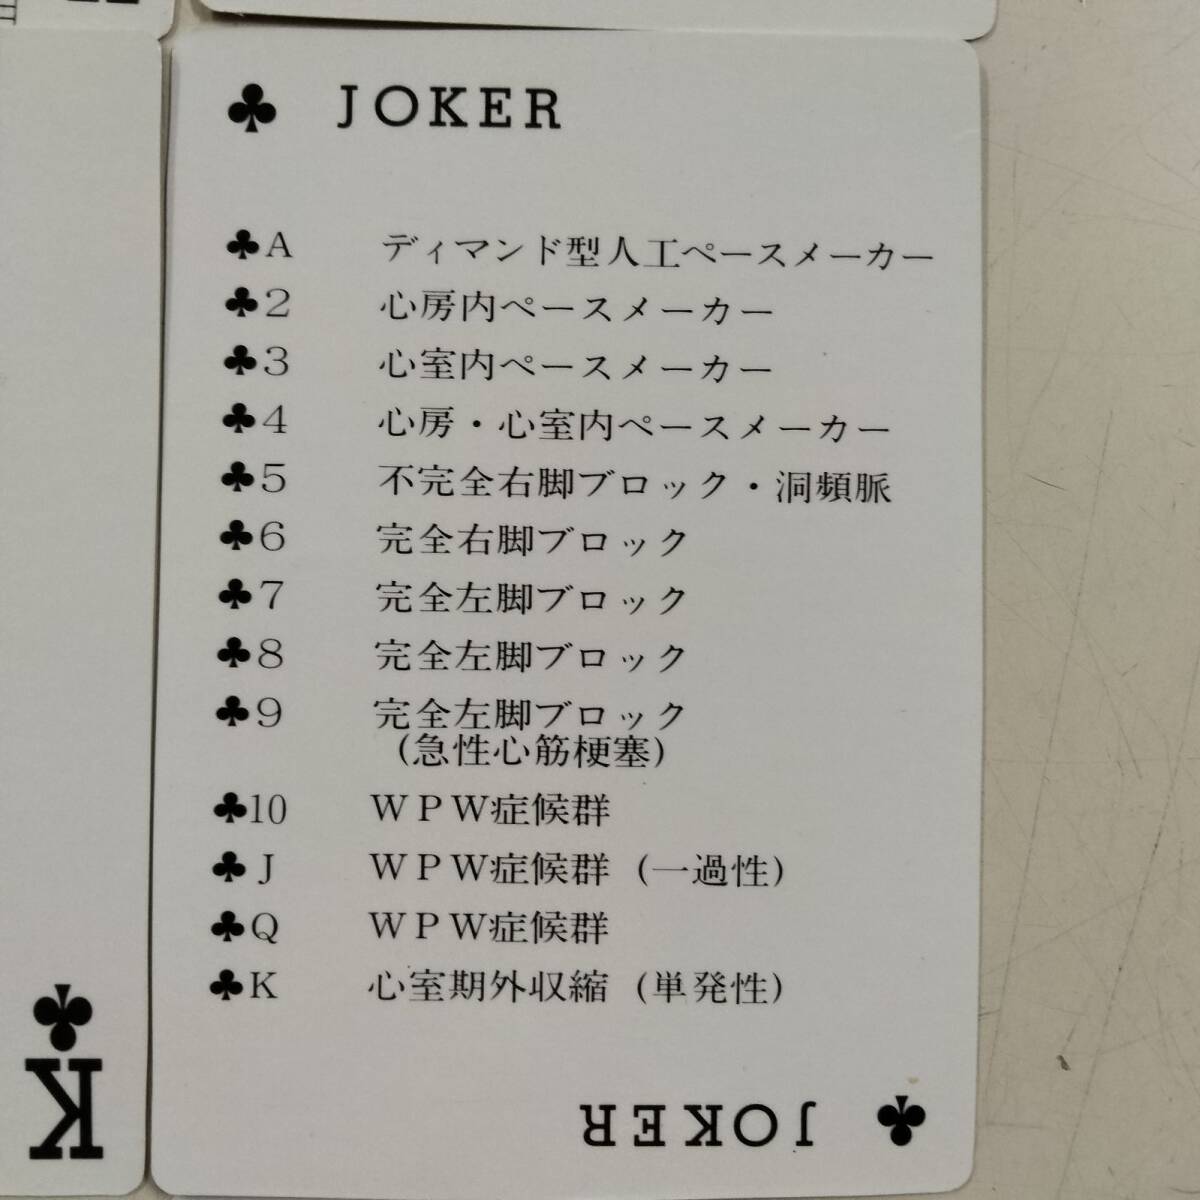 ♣ JOKER
♣A ディマンド型人工ペースメーカー
♣2 心房内ペースメーカー
♣3 心室内ペースメーカー
♣4 心房・心室内ペースメーカー
♣5 不完全右脚ブロック・洞頻脈
♣6 完全右脚ブロック
♣7 完全左脚ブロック
♣8 完全左脚ブロック
♣9 完全左脚ブロック
(急性心筋梗塞)
♣10 WPW症候群
♣J WPW症候群 (一過性)
♣Q WPW症候群
♣K 心室期外収縮 (単発性)
♣ JOKER
♣
K